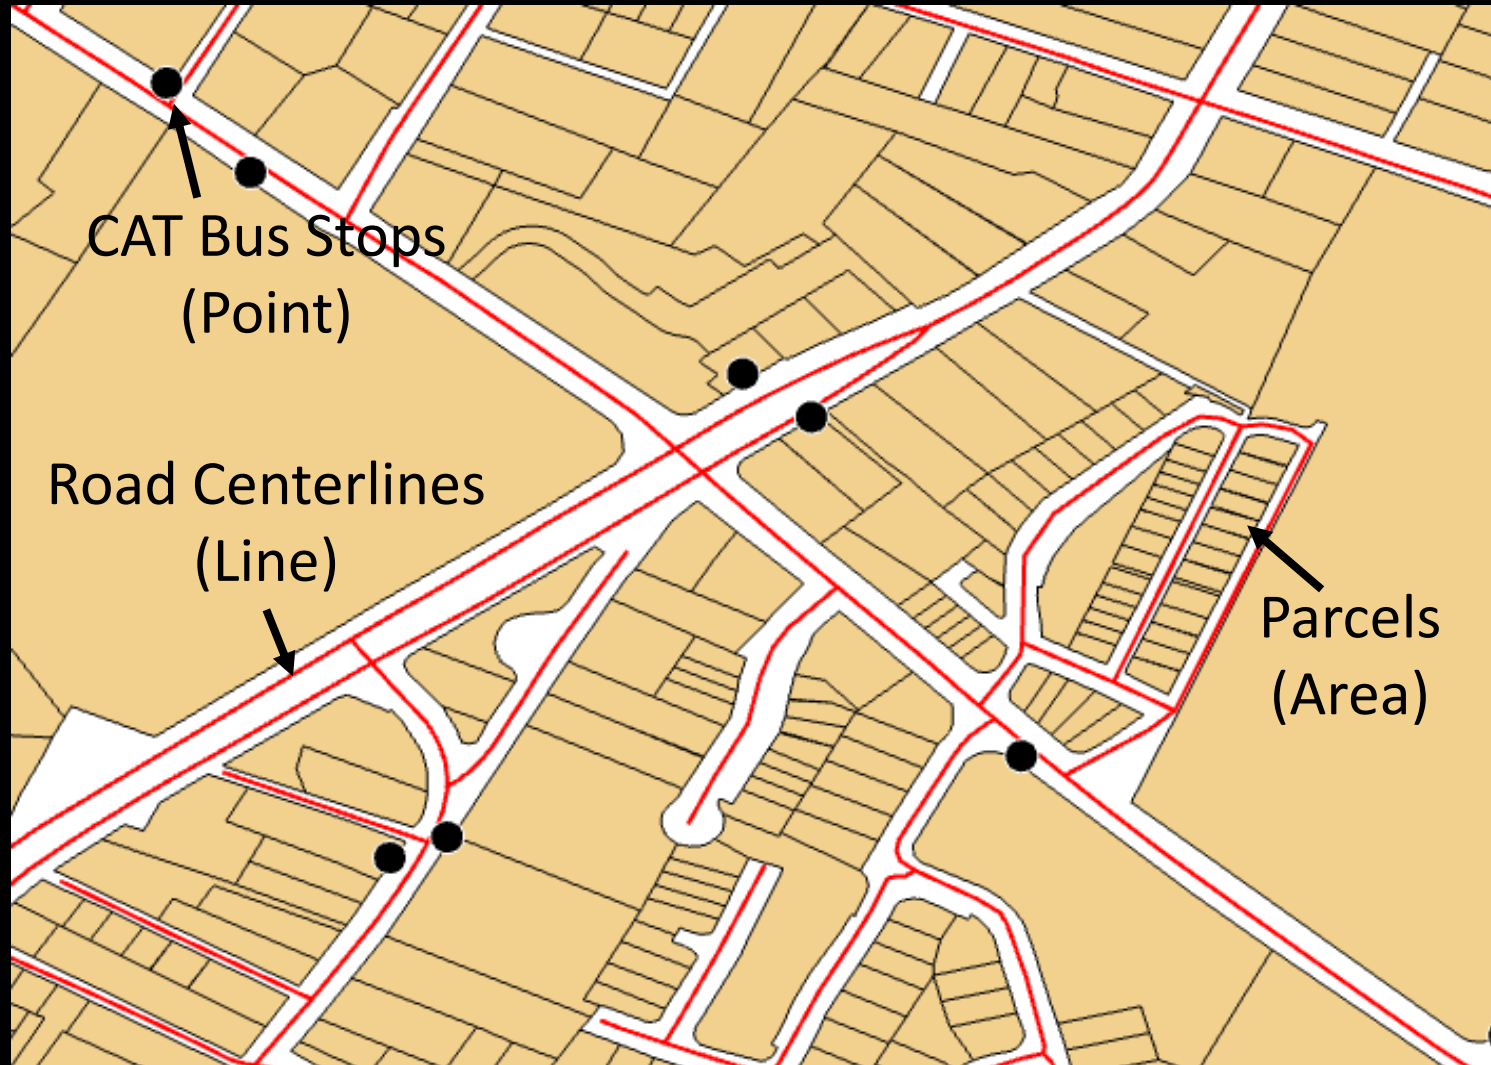 CAT Bus Stops
(Point)
Road Centerlines
(Line)
Parcels
(Area)